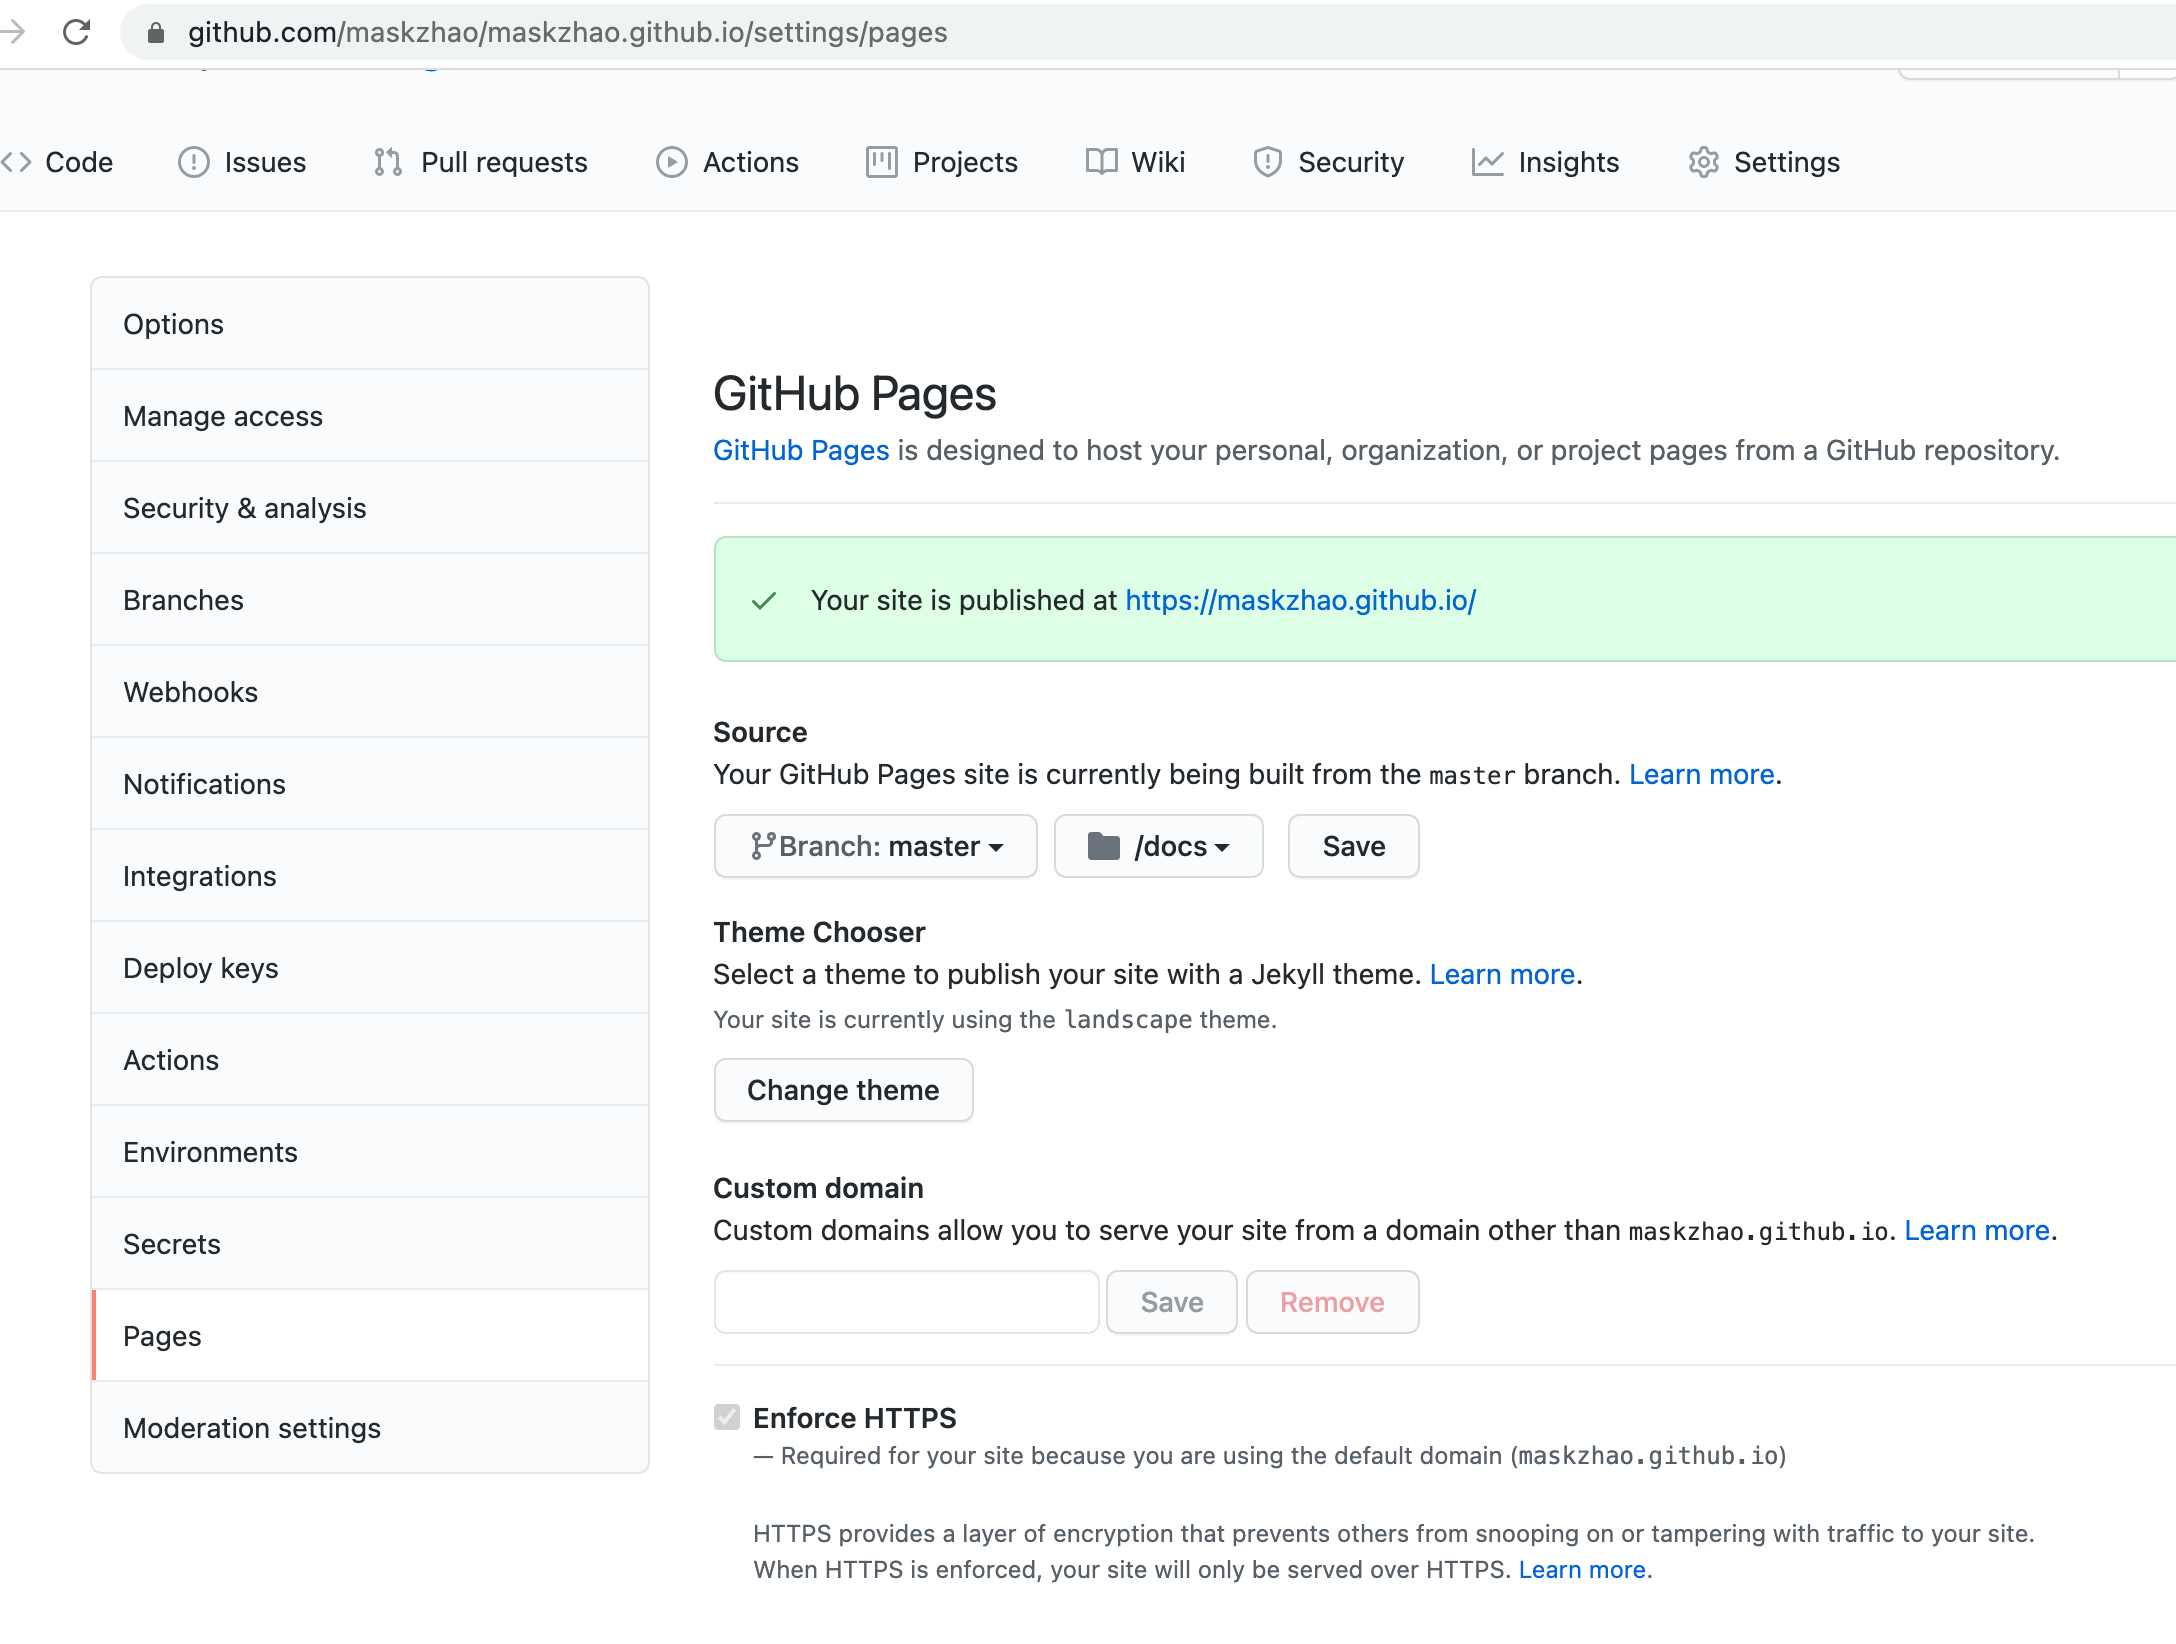 github.com/maskzhao/maskzhao.github.io/settings/pages
Code Issues Pull requests Actions Projects Wiki Security Insights Settings
Options
Manage access
Security & analysis
Branches
Webhooks
Notifications
Integrations
Deploy keys
Actions
Environments
Secrets
Pages
Moderation settings
GitHub Pages
GitHub Pages is designed to host your personal, organization, or project pages from a GitHub repository.
Your site is published at https://maskzhao.github.io/
Source
Your GitHub Pages site is currently being built from the master branch. Learn more.
Branch: master /docs Save
Theme Chooser
Select a theme to publish your site with a Jekyll theme. Learn more.
Your site is currently using the landscape theme.
Change theme
Custom domain
Custom domains allow you to serve your site from a domain other than maskzhao.github.io. Learn more.
Save Remove
Enforce HTTPS
— Required for your site because you are using the default domain (maskzhao.github.io)
HTTPS provides a layer of encryption that prevents others from snooping on or tampering with traffic to your site.
When HTTPS is enforced, your site will only be served over HTTPS. Learn more.